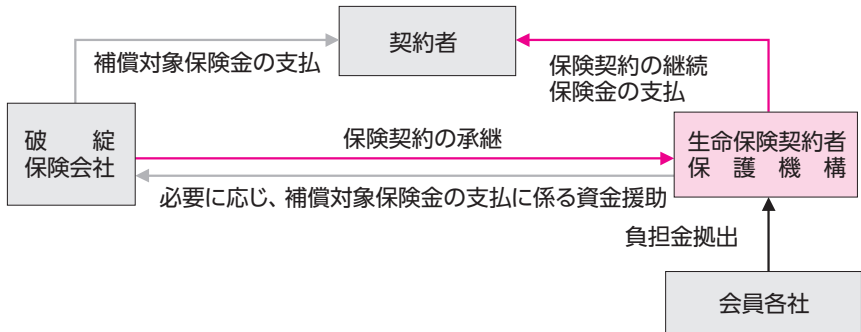 契約者
補償対象保険金の支払
保険契約の継続
保険金の支払
破綻
保険会社
保険契約の承継
生命保険契約者
保護機構
必要に応じ、補償対象保険金の支払に係る資金援助
負担金拠出
会員各社